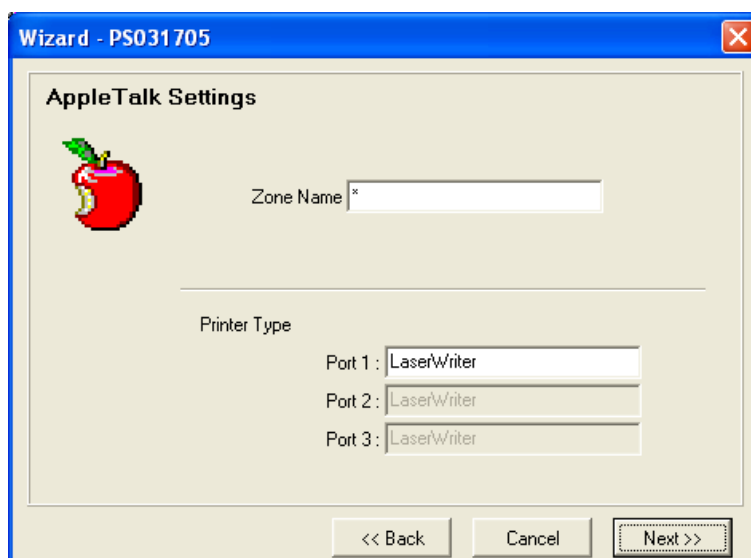 Wizard - PS031705
AppleTalk Settings
Zone Name *
Printer Type
Port 1 : LaserWriter
Port 2 : LaserWriter
Port 3 : LaserWriter
<< Back Cancel Next >>